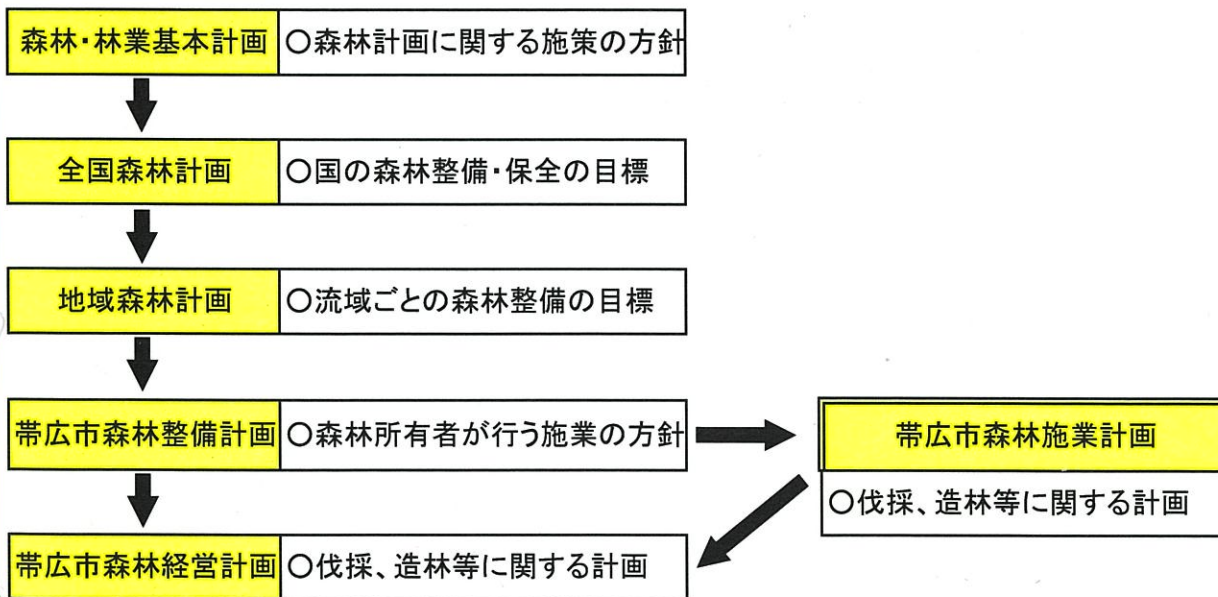 森林・林業基本計画
○森林計画に関する施策の方針
全国森林計画
○国の森林整備・保全の目標
地域森林計画
○流域ごとの森林整備の目標
帯広市森林整備計画
○森林所有者が行う施業の方針
帯広市森林施業計画
○伐採、造林等に関する計画
帯広市森林経営計画
○伐採、造林等に関する計画